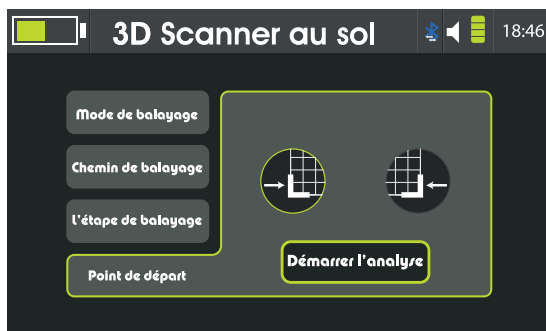 3D Scanner au sol
18:46
Mode de balayage
Chemin de balayage
L'étape de balayage
Point de départ
Démarrer l'analyse